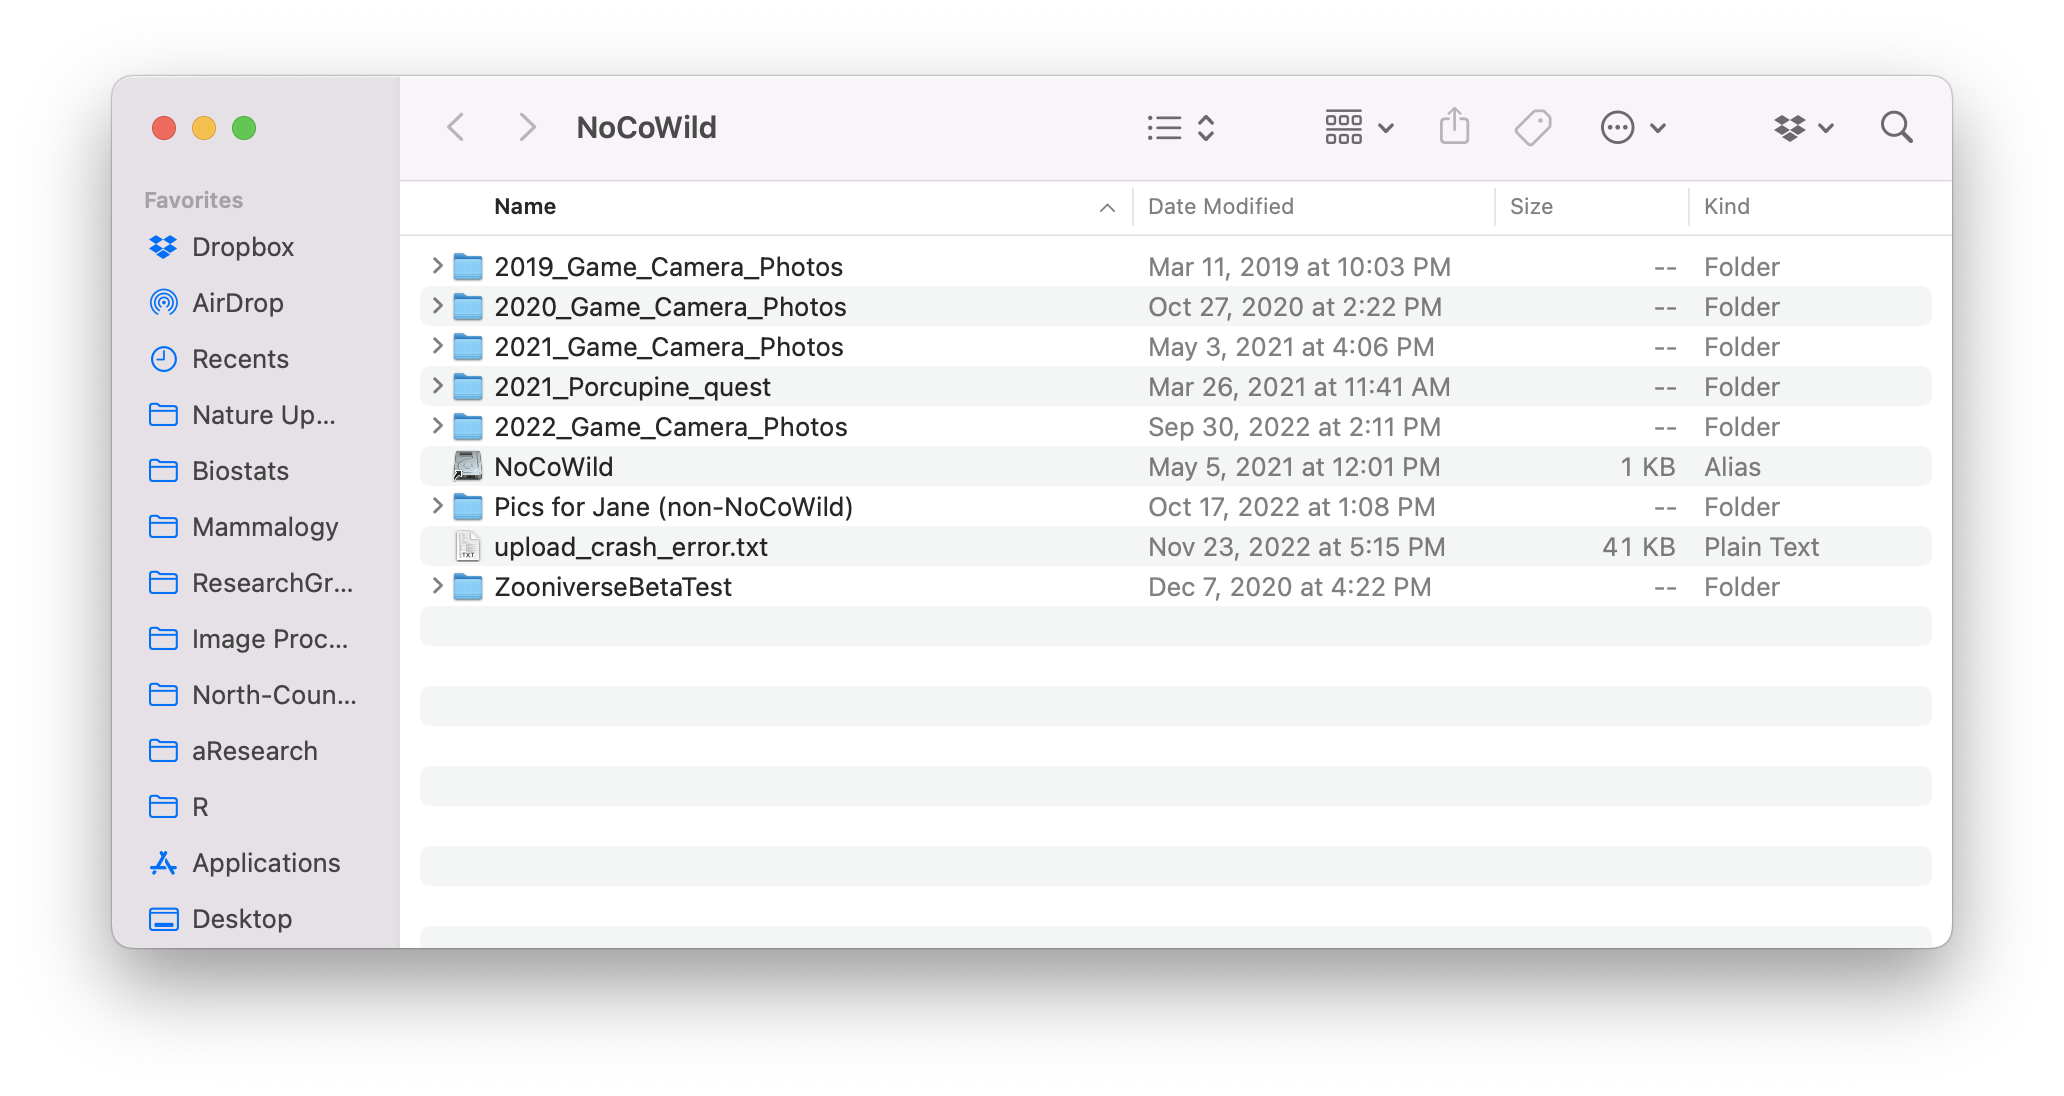 NoCoWild
Favorites
Dropbox
AirDrop
Recents
Nature Up...
Biostats
Mammalogy
ResearchGr...
Image Proc...
North-Coun...
aResearch
R
Applications
Desktop
Name Date Modified Size Kind
2019_Game_Camera_Photos Mar 11, 2019 at 10:03 PM -- Folder
2020_Game_Camera_Photos Oct 27, 2020 at 2:22 PM -- Folder
2021_Game_Camera_Photos May 3, 2021 at 4:06 PM -- Folder
2021_Porcupine_quest Mar 26, 2021 at 11:41 AM -- Folder
2022_Game_Camera_Photos Sep 30, 2022 at 2:11 PM -- Folder
NoCoWild May 5, 2021 at 12:01 PM 1 KB Alias
Pics for Jane (non-NoCoWild) Oct 17, 2022 at 1:08 PM -- Folder
TXT upload_crash_error.txt Nov 23, 2022 at 5:15 PM 41 KB Plain Text
ZooniverseBetaTest Dec 7, 2020 at 4:22 PM -- Folder